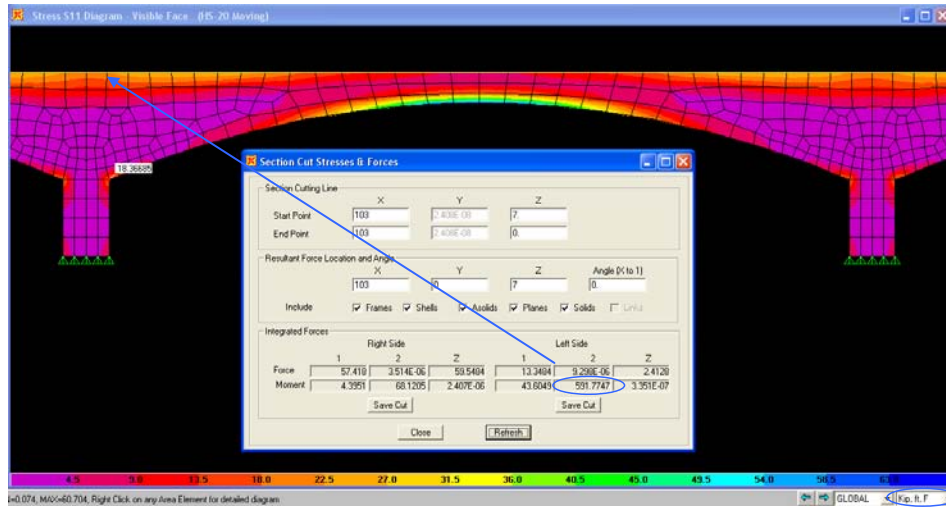 Stress S11 Diagram - Visible Face (HS-20 Moving)
18.36685
Section Cut Stresses & Forces
Section Cutting Line
X Y Z
Start Point 103 2.408E-08 7.
End Point 103 2.408E-08 0.
Resultant Force Location and Angle
X Y Z Angle (X to 1)
103 0 7 0.
Include Frames Shells Asolids Planes Solids Links
Integrated Forces
Right Side Left Side
1 2 Z 1 2 Z
Force 57.418 3.514E-06 59.5484 13.3484 9.298E-06 2.4128
Moment 4.3951 68.1205 2.407E-06 43.6049 591.7747 3.351E-07
Save Cut Save Cut
Close Refresh
4.5 9.0 13.5 18.0 22.5 27.0 31.5 36.0 40.5 45.0 49.5 54.0 58.5
=0.074, MAX=60.704, Right Click on any Area Element for detailed diagram GLOBAL Kip, ft, F